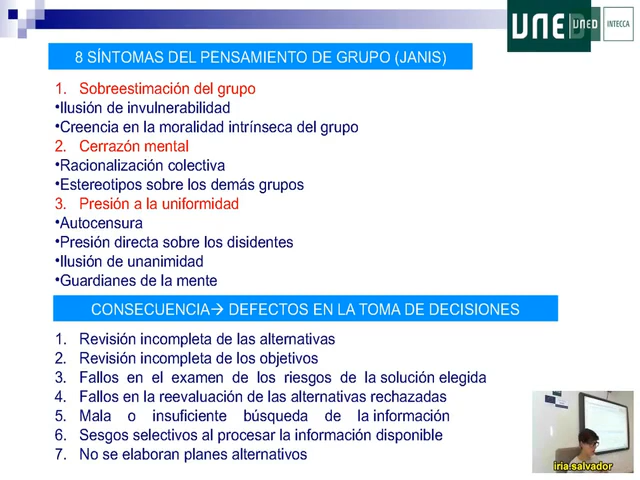 UNED
UNED
INTECCA
8 SÍNTOMAS DEL PENSAMIENTO DE GRUPO (JANIS)
1. Sobreestimación del grupo
•Ilusión de invulnerabilidad
•Creencia en la moralidad intrínseca del grupo
2. Cerrazón mental
•Racionalización colectiva
•Estereotipos sobre los demás grupos
3. Presión a la uniformidad
•Autocensura
•Presión directa sobre los disidentes
•Ilusión de unanimidad
•Guardianes de la mente
CONSECUENCIA→ DEFECTOS EN LA TOMA DE DECISIONES
1. Revisión incompleta de las alternativas
2. Revisión incompleta de los objetivos
3. Fallos en el examen de los riesgos de la solución elegida
4. Fallos en la reevaluación de las alternativas rechazadas
5. Mala o insuficiente búsqueda de la información
6. Sesgos selectivos al procesar la información disponible
7. No se elaboran planes alternativos
iria.salvador